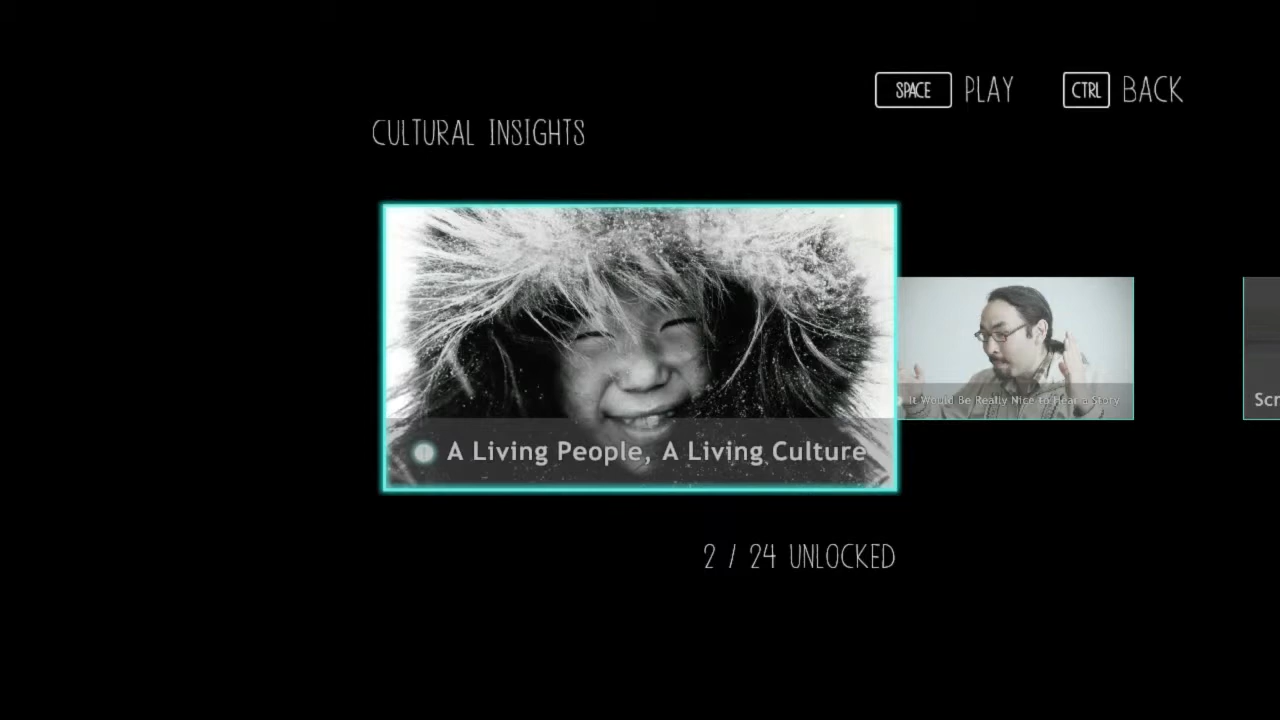 SPACE PLAY CTRL BACK
CULTURAL INSIGHTS
A Living People, A Living Culture
It Would Be Really Nice to Hear a Story
Scr
2 / 24 UNLOCKED